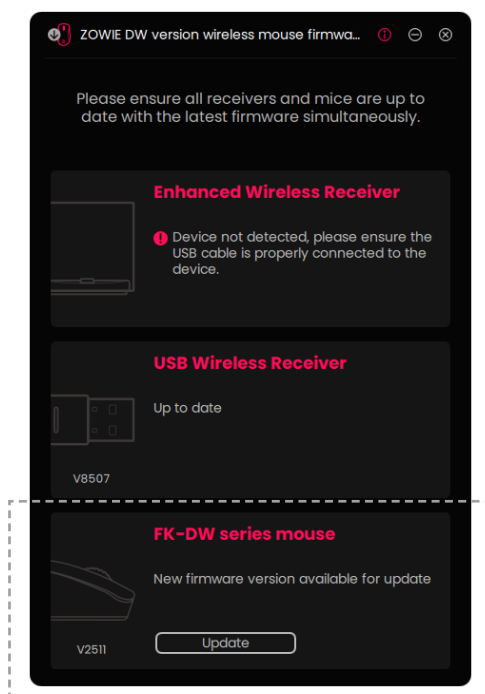 ZOWIE DW version wireless mouse firmwa...
Please ensure all receivers and mice are up to
date with the latest firmware simultaneously.
Enhanced Wireless Receiver
Device not detected, please ensure the
USB cable is properly connected to the
device.
USB Wireless Receiver
Up to date
V8507
FK-DW series mouse
New firmware version available for update
V2511
Update